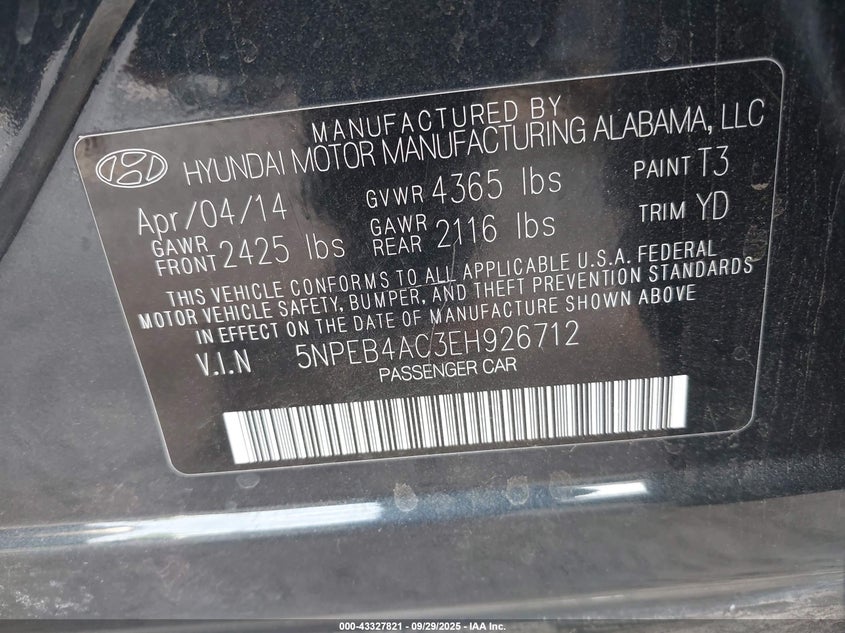 MANUFACTURED BY
HYUNDAI MOTOR MANUFACTURING ALABAMA, LLC
Apr/04/14 GVWR 4365 lbs PAINT T3
GAWR FRONT 2425 lbs GAWR REAR 2116 lbs TRIM YD
THIS VEHICLE CONFORMS TO ALL APPLICABLE U.S.A. FEDERAL
MOTOR VEHICLE SAFETY, BUMPER, AND THEFT PREVENTION STANDARDS
IN EFFECT ON THE DATE OF MANUFACTURE SHOWN ABOVE
V.I.N 5NPEB4AC3EH926712
PASSENGER CAR
000-43327821 - 09/29/2025 - IAA Inc.